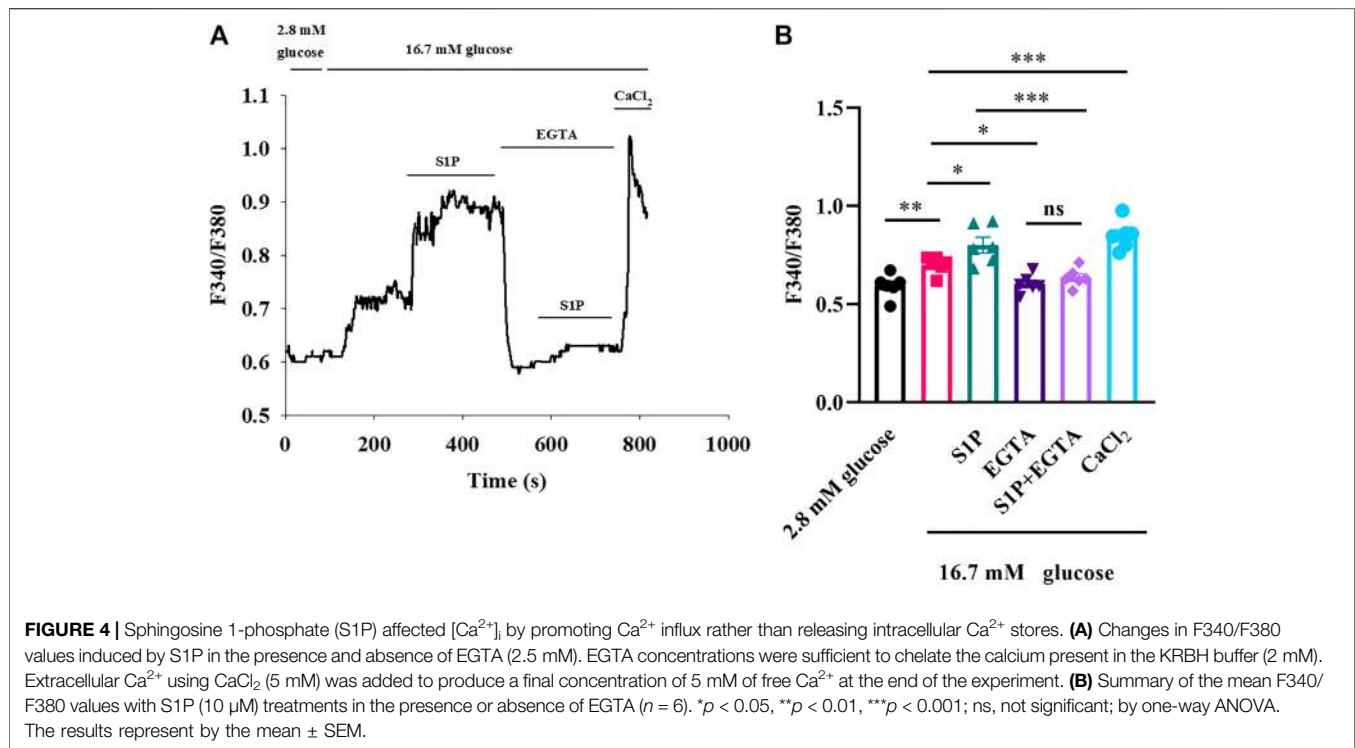 A
2.8 mM
glucose
16.7 mM glucose
CaCl₂
EGTA
S1P
S1P
1.1
1.0
0.9
0.8
0.7
0.6
0.5
F340/F380
0
200
400
600
800
1000
Time (s)
B
***
***
*
*
**
ns
1.5
1.0
0.5
0.0
F340/F380
2.8 mM glucose
S1P
EGTA
S1P+EGTA
CaCl₂
16.7 mM glucose
FIGURE 4 | Sphingosine 1-phosphate (S1P) affected [Ca²⁺]ᵢ by promoting Ca²⁺ influx rather than releasing intracellular Ca²⁺ stores. (A) Changes in F340/F380
values induced by S1P in the presence and absence of EGTA (2.5 mM). EGTA concentrations were sufficient to chelate the calcium present in the KRBH buffer (2 mM).
Extracellular Ca²⁺ using CaCl₂ (5 mM) was added to produce a final concentration of 5 mM of free Ca²⁺ at the end of the experiment. (B) Summary of the mean F340/
F380 values with S1P (10 µM) treatments in the presence or absence of EGTA (n = 6). *p < 0.05, **p < 0.01, ***p < 0.001; ns, not significant; by one-way ANOVA.
The results represent by the mean ± SEM.